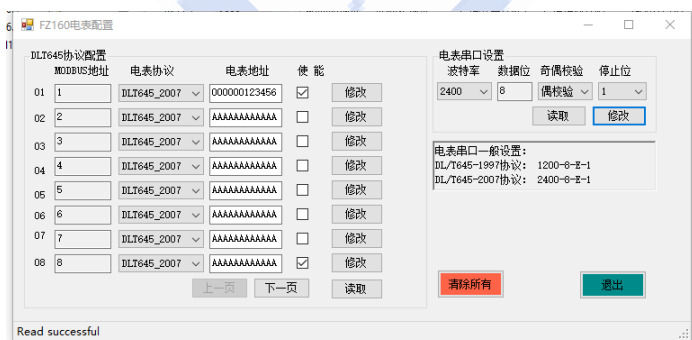 FZ160电表配置
DLT645协议配置
MODBUS地址 电表协议 电表地址 使 能
01 1 DLT645_2007 000000123456 修改
02 2 DLT645_2007 AAAAAAAAAAAA 修改
03 3 DLT645_2007 AAAAAAAAAAAA 修改
04 4 DLT645_2007 AAAAAAAAAAAA 修改
05 5 DLT645_2007 AAAAAAAAAAAA 修改
06 6 DLT645_2007 AAAAAAAAAAAA 修改
07 7 DLT645_2007 AAAAAAAAAAAA 修改
08 8 DLT645_2007 AAAAAAAAAAAA 修改
上一页 下一页 读取
电表串口设置
波特率 数据位 奇偶校验 停止位
2400 8 偶校验 1
读取 修改
电表串口一般设置:
DL/T645-1997协议: 1200-8-E-1
DL/T645-2007协议: 2400-8-E-1
清除所有 退出
Read successful